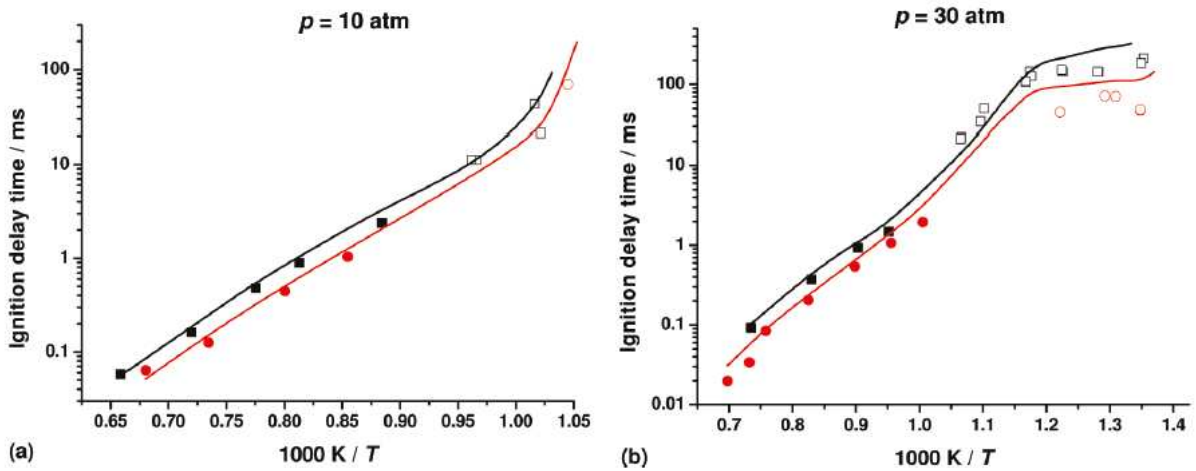 p = 10 atm
Ignition delay time / ms
100
10
1
0.1
0.65 0.70 0.75 0.80 0.85 0.90 0.95 1.00 1.05
1000 K / T
(a)
p = 30 atm
Ignition delay time / ms
100
10
1
0.1
0.01
0.7 0.8 0.9 1.0 1.1 1.2 1.3 1.4
1000 K / T
(b)